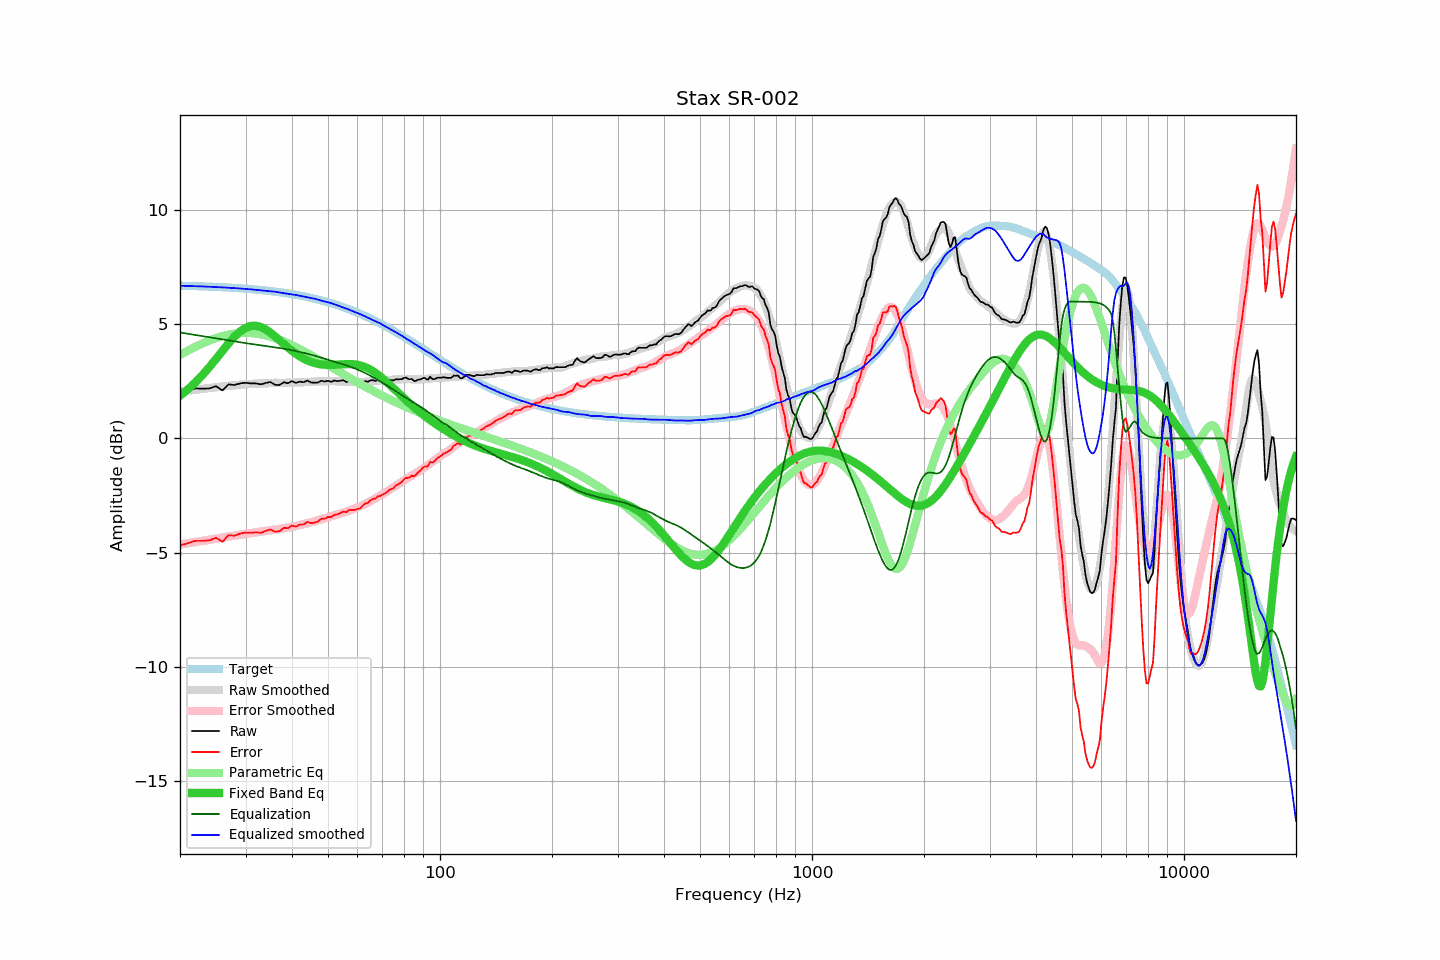 Stax SR-002
Amplitude (dBr)
10
5
0
−5
−10
−15
Target
Raw Smoothed
Error Smoothed
Raw
Error
Parametric Eq
Fixed Band Eq
Equalization
Equalized smoothed
100
1000
10000
Frequency (Hz)